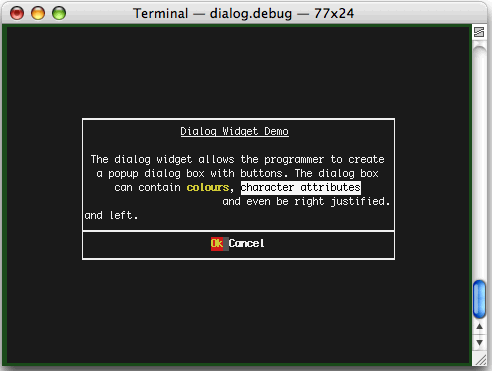 Terminal — dialog.debug — 77x24
Dialog Widget Demo
The dialog widget allows the programmer to create
a popup dialog box with buttons. The dialog box
can contain colours, character attributes
and even be right justified.
and left.
Ok Cancel